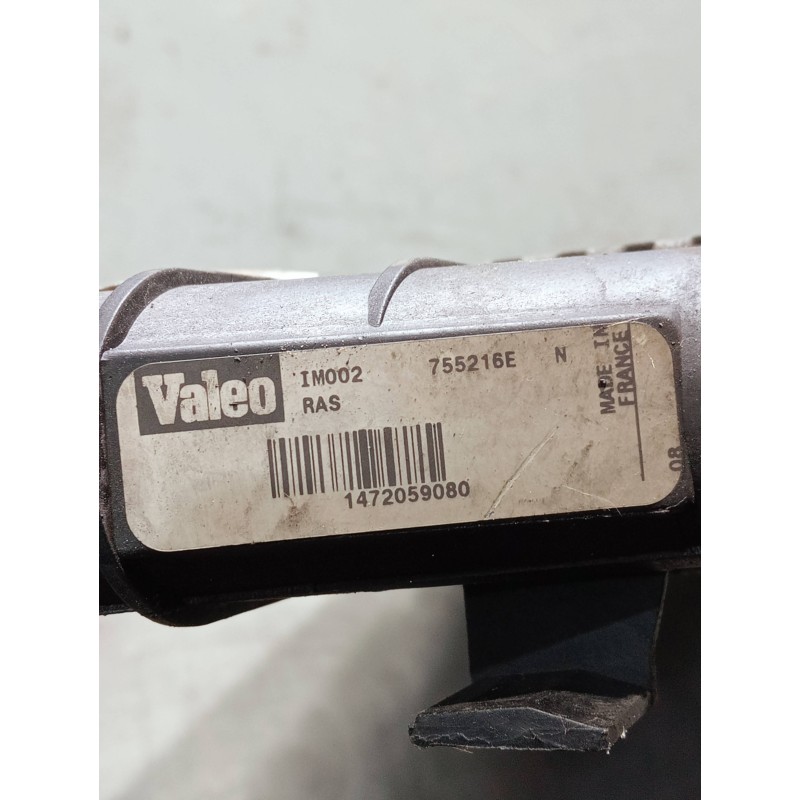 Valeo
IM002 755216E N
RAS
1472059080
MADE IN
FRANCE
08